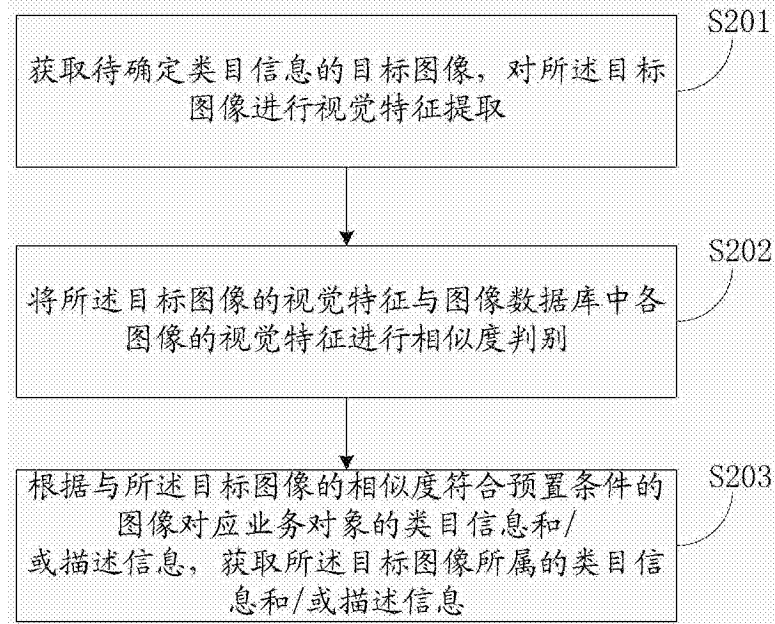 S201
获取待确定类目信息的目标图像，对所述目标
图像进行视觉特征提取
S202
将所述目标图像的视觉特征与图像数据库中各
图像的视觉特征进行相似度判别
S203
根据与所述目标图像的相似度符合预置条件的
图像对应业务对象的类目信息和/
或描述信息，获取所述目标图像所属的类目信
息和/或描述信息